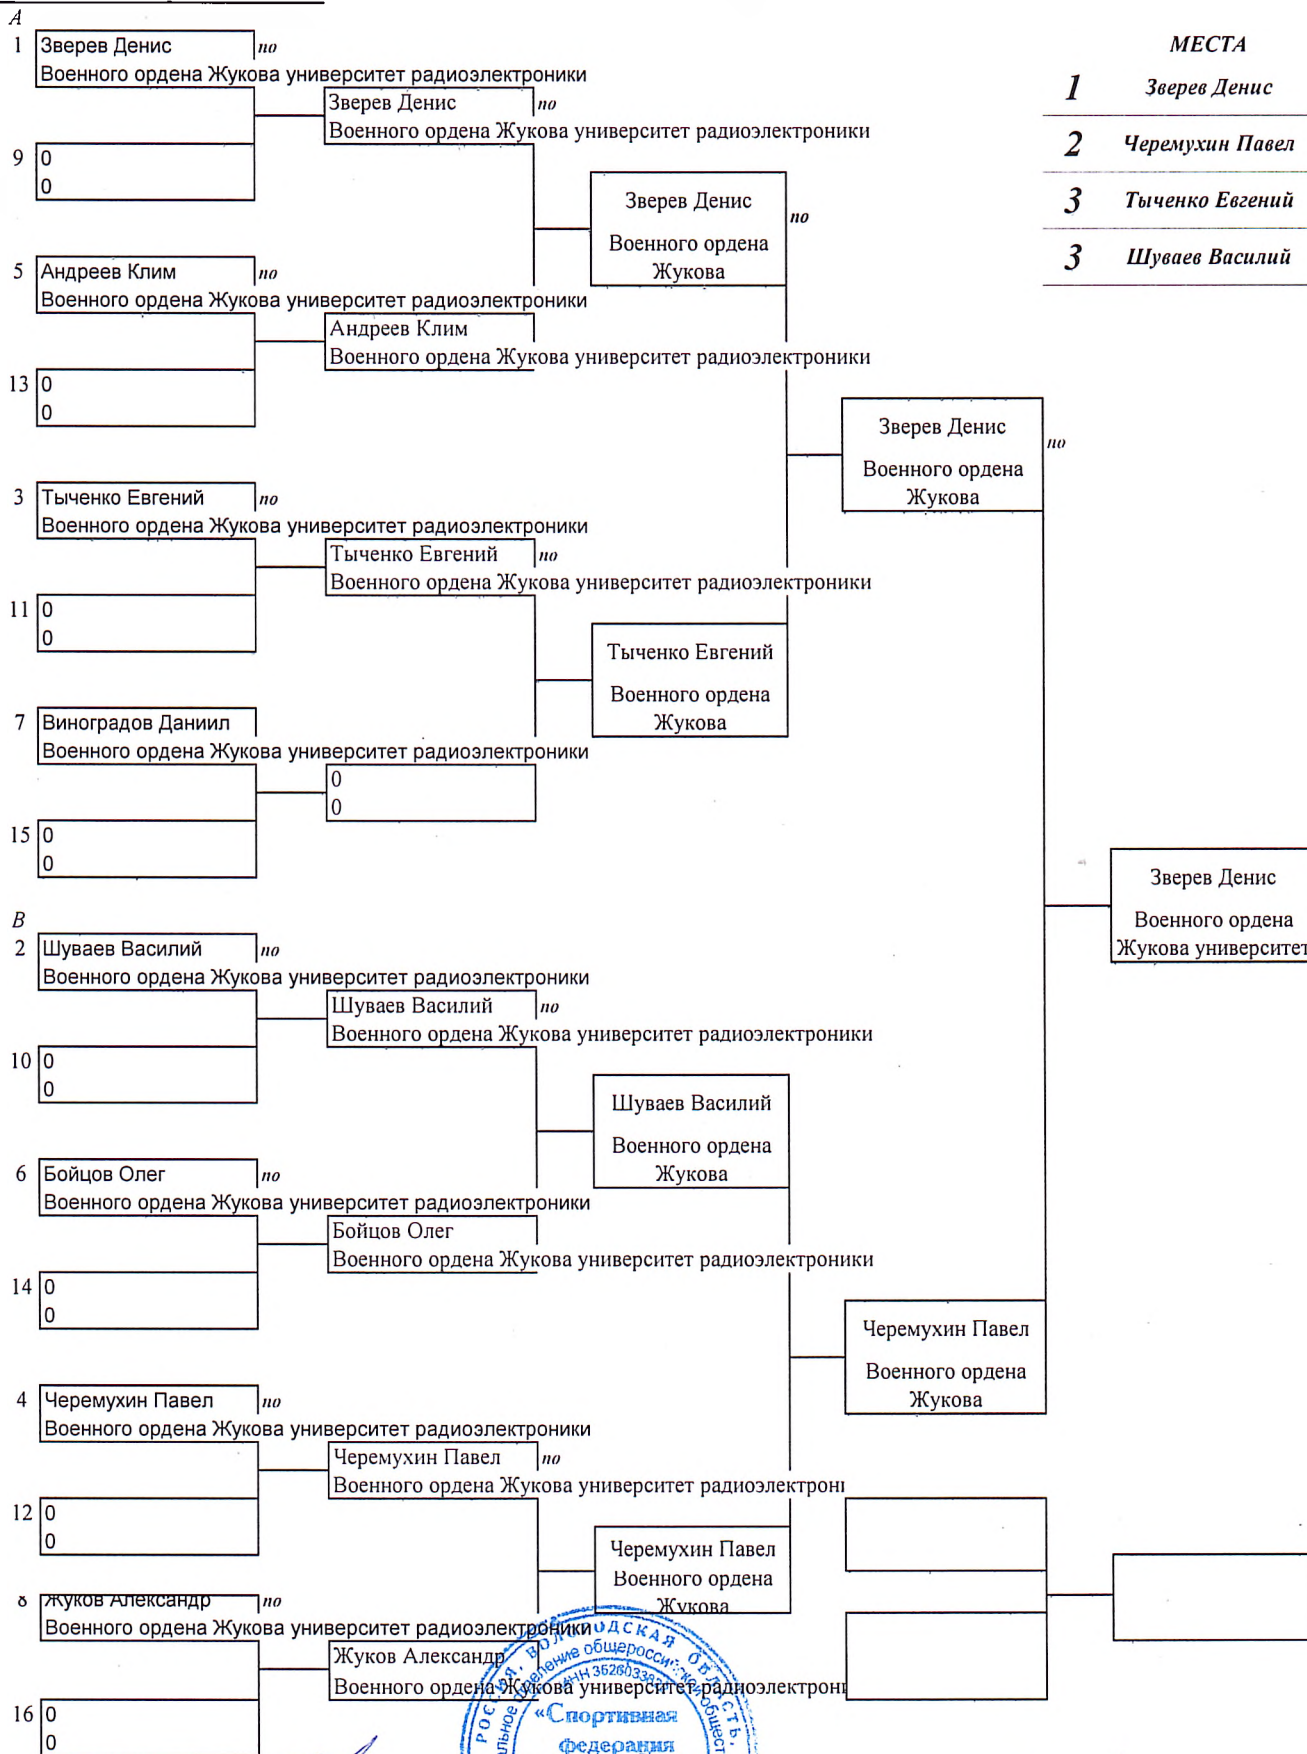 A
1 Зверев Денис по
Военного ордена Жукова университет радиоэлектроники
Зверев Денис по
Военного ордена Жукова университет радиоэлектроники
9 0
0
Зверев Денис по
Военного ордена
Жукова
5 Андреев Клим по
Военного ордена Жукова университет радиоэлектроники
Андреев Клим
Военного ордена Жукова университет радиоэлектроники
13 0
0
Зверев Денис по
Военного ордена
Жукова
3 Тыченко Евгений по
Военного ордена Жукова университет радиоэлектроники
Тыченко Евгений по
Военного ордена Жукова университет радиоэлектроники
11 0
0
Тыченко Евгений
Военного ордена
Жукова
7 Виноградов Даниил
Военного ордена Жукова университет радиоэлектроники
0
0
15 0
0
Зверев Денис
Военного ордена
Жукова университет
B
2 Шуваев Василий по
Военного ордена Жукова университет радиоэлектроники
Шуваев Василий по
Военного ордена Жукова университет радиоэлектроники
10 0
0
Шуваев Василий
Военного ордена
Жукова
6 Бойцов Олег по
Военного ордена Жукова университет радиоэлектроники
Бойцов Олег
Военного ордена Жукова университет радиоэлектроники
14 0
0
Черемухин Павел
Военного ордена
Жукова
4 Черемухин Павел по
Военного ордена Жукова университет радиоэлектроники
Черемухин Павел по
Военного ордена Жукова университет радиоэлектрон
12 0
0
Черемухин Павел
Военного ордена
Жукова
8 Жуков Александр по
Военного ордена Жукова университет радиоэлектроники
Жуков Александр
Военного ордена Жукова университет радиоэлектрон
16 0
0
МЕСТА
1 Зверев Денис
2 Черемухин Павел
3 Тыченко Евгений
3 Шуваев Василий
РОССИЯ, ВОЛОГОДСКАЯ ОБЛАСТЬ,
отделение общероссийской
ИНН
«Спортивная
федерация